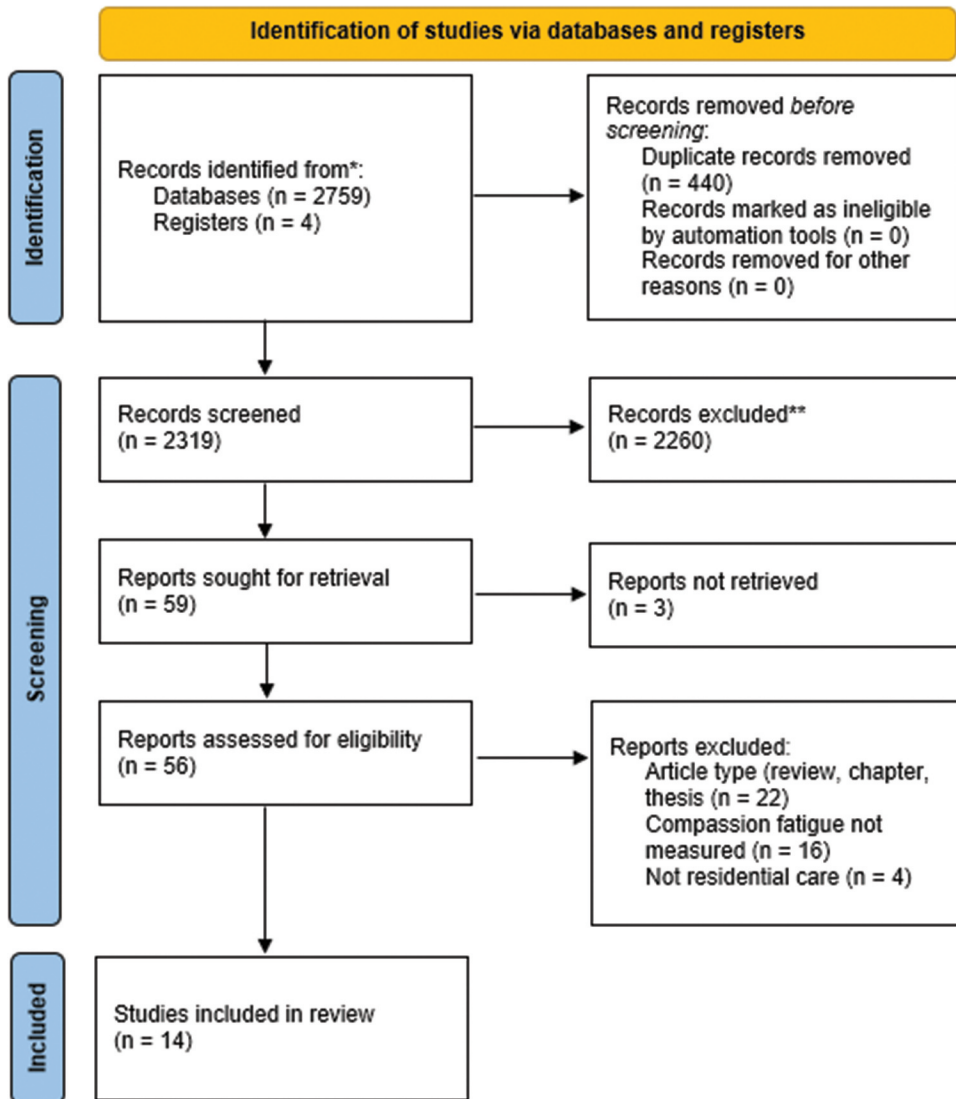 Identification of studies via databases and registers
Identification
Records identified from*:
Databases (n = 2759)
Registers (n = 4)
Records removed before
screening:
Duplicate records removed
(n = 440)
Records marked as ineligible
by automation tools (n = 0)
Records removed for other
reasons (n = 0)
Screening
Records screened
(n = 2319)
Records excluded**
(n = 2260)
Reports sought for retrieval
(n = 59)
Reports not retrieved
(n = 3)
Reports assessed for eligibility
(n = 56)
Reports excluded:
Article type (review, chapter,
thesis (n = 22)
Compassion fatigue not
measured (n = 16)
Not residential care (n = 4)
Included
Studies included in review
(n = 14)